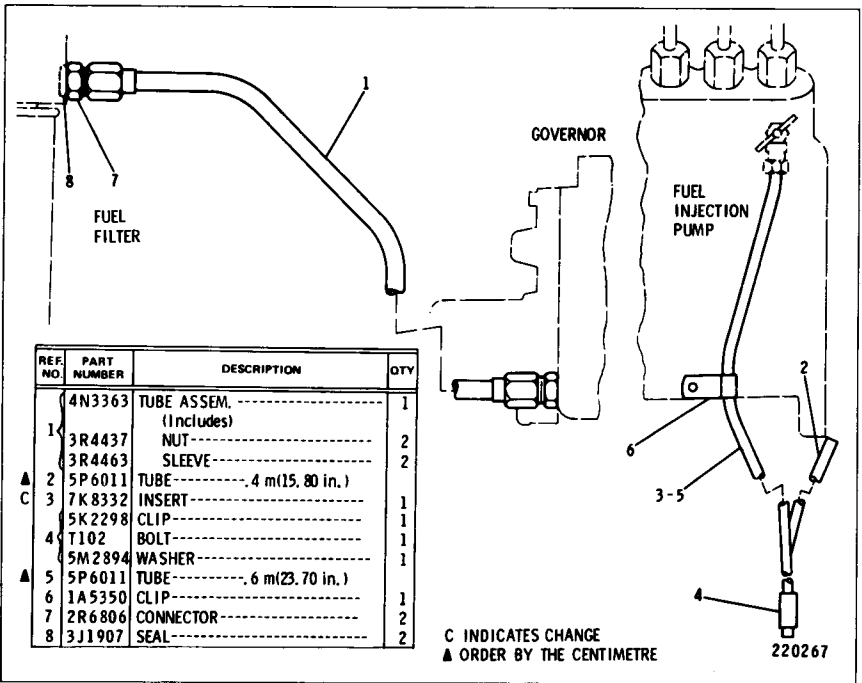 1
GOVERNOR
8 7
FUEL
FILTER
FUEL
INJECTION
PUMP
2
6
3-5
4
REF. NO. PART NUMBER DESCRIPTION QTY
1 4N3363 TUBE ASSEM. 1
(Includes)
3R4437 NUT 2
3R4463 SLEEVE 2
▲ 2 5P6011 TUBE .4 m(15.80 in.)
C 3 7K8332 INSERT 1
4 5K2298 CLIP 1
T102 BOLT 1
5M2894 WASHER 1
▲ 5 5P6011 TUBE .6 m(23.70 in.)
6 1A5350 CLIP 1
7 2R6806 CONNECTOR 2
8 3J1907 SEAL 2
C INDICATES CHANGE
▲ ORDER BY THE CENTIMETRE
220267